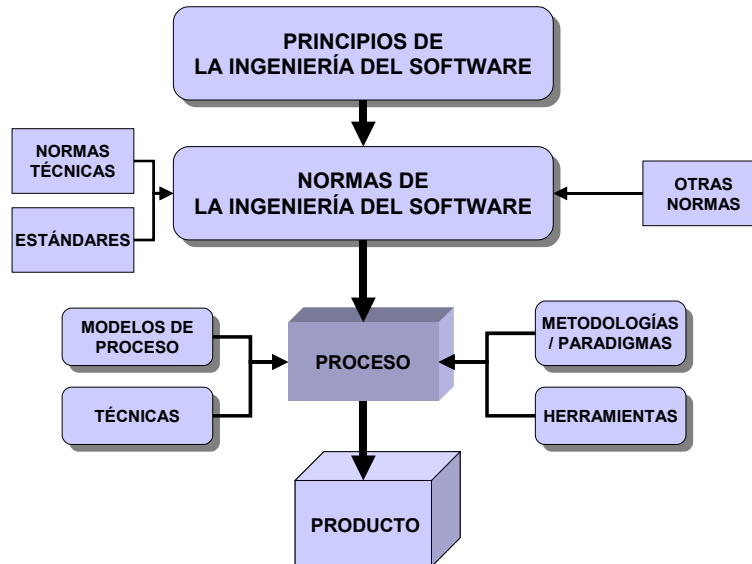 PRINCIPIOS DE
LA INGENIERÍA DEL SOFTWARE
NORMAS
TÉCNICAS
ESTÁNDARES
NORMAS DE
LA INGENIERÍA DEL SOFTWARE
OTRAS
NORMAS
MODELOS DE
PROCESO
TÉCNICAS
PROCESO
METODOLOGÍAS
/ PARADIGMAS
HERRAMIENTAS
PRODUCTO